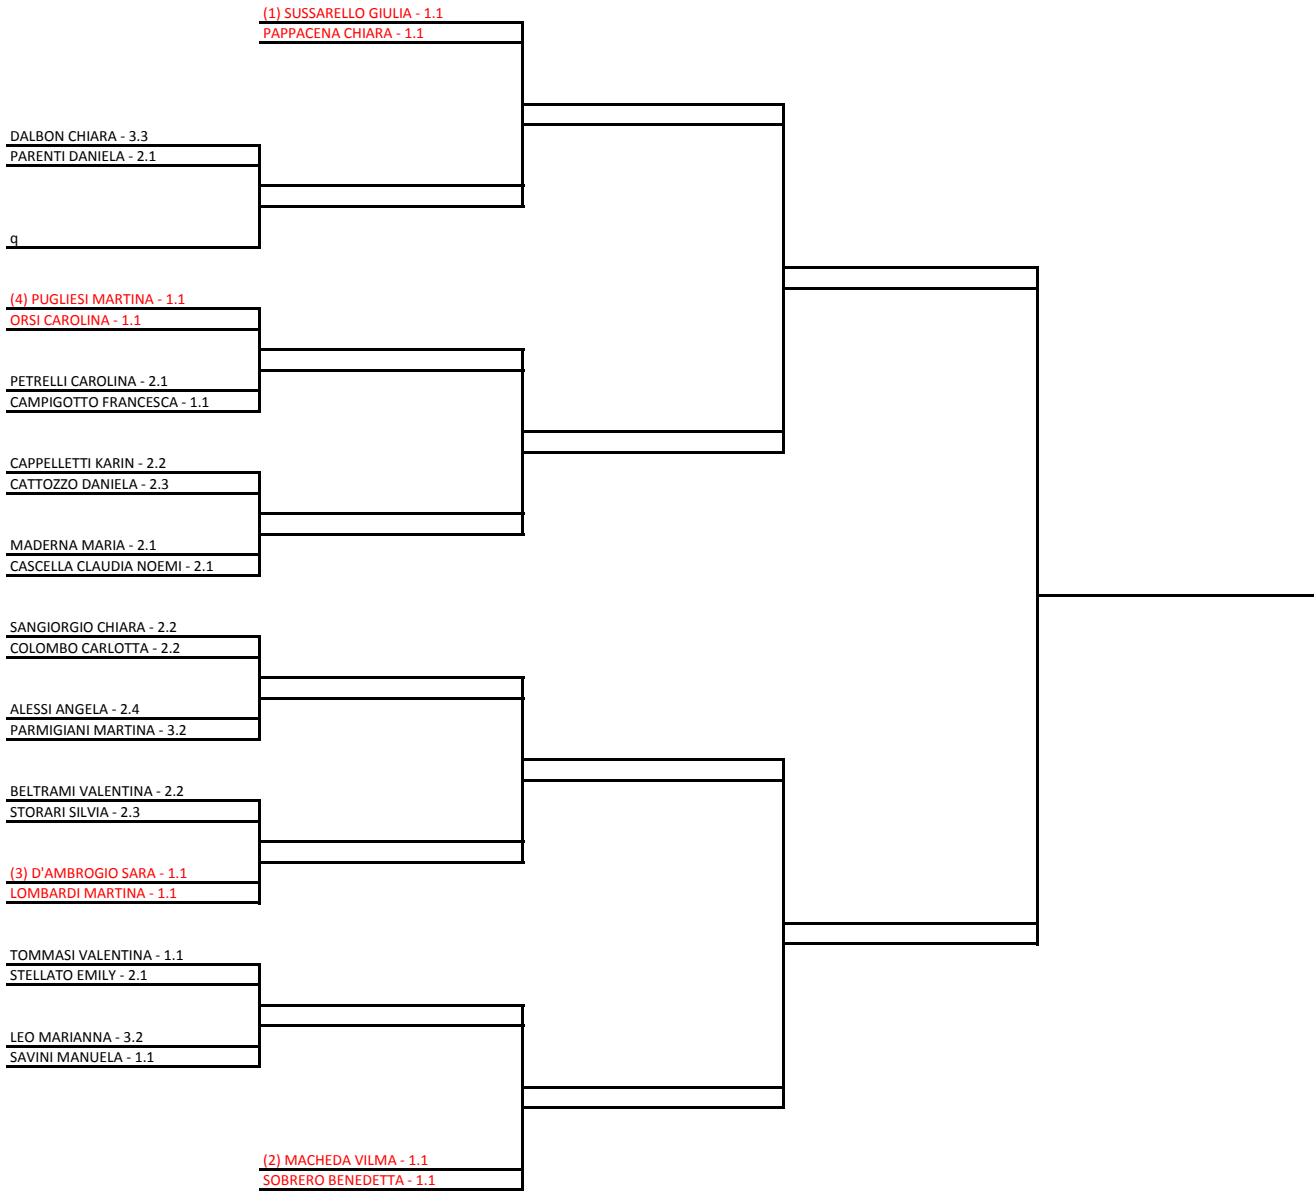 (1) SUSSARELLO GIULIA - 1.1
PAPPACENA CHIARA - 1.1
DALBON CHIARA - 3.3
PARENTI DANIELA - 2.1
q
(4) PUGLIESI MARTINA - 1.1
ORSI CAROLINA - 1.1
PETRELLI CAROLINA - 2.1
CAMPIGOTTO FRANCESCA - 1.1
CAPPELLETTI KARIN - 2.2
CATTOZZO DANIELA - 2.3
MADERNA MARIA - 2.1
CASCELLA CLAUDIA NOEMI - 2.1
SANGIORGIO CHIARA - 2.2
COLOMBO CARLOTTA - 2.2
ALESSI ANGELA - 2.4
PARMIGIANI MARTINA - 3.2
BELTRAMI VALENTINA - 2.2
STORARI SILVIA - 2.3
(3) D'AMBROGIO SARA - 1.1
LOMBARDI MARTINA - 1.1
TOMMASI VALENTINA - 1.1
STELLATO EMILY - 2.1
LEO MARIANNA - 3.2
SAVINI MANUELA - 1.1
(2) MACHEDA VILMA - 1.1
SOBRERO BENEDETTA - 1.1